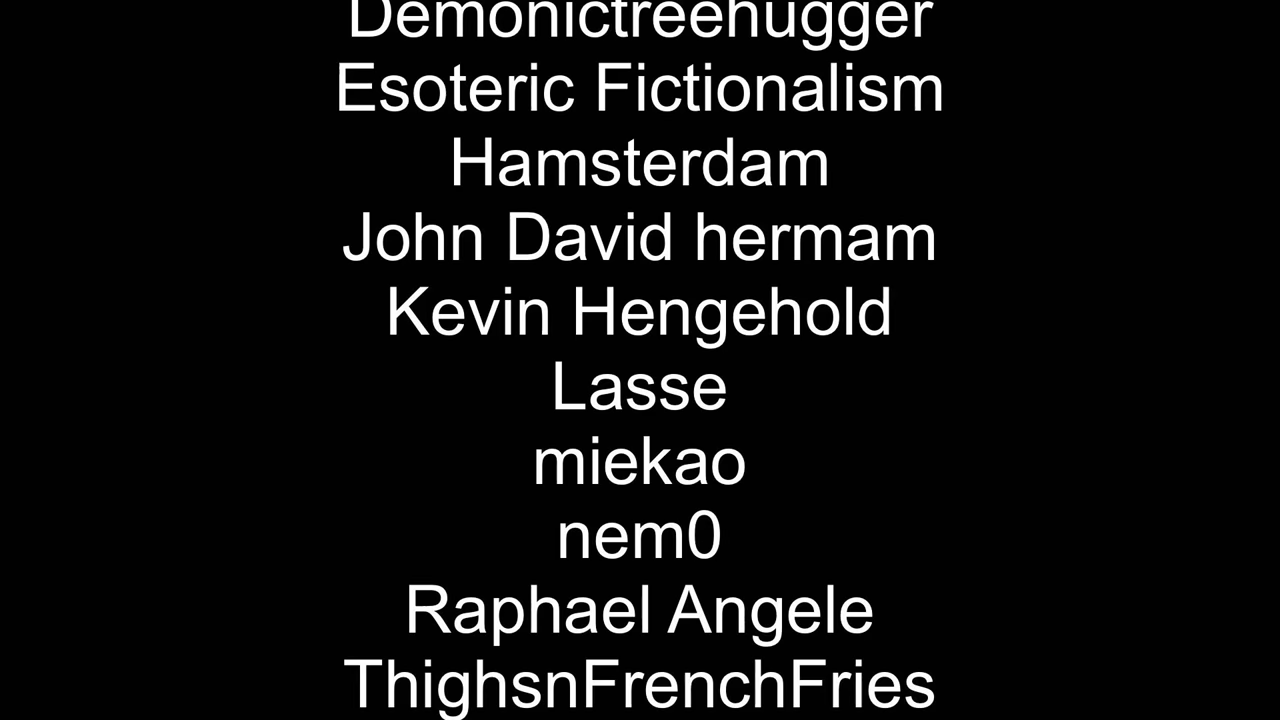 Demonictreehugger
Esoteric Fictionalism
Hamsterdam
John David hermam
Kevin Hengehold
Lasse
miekao
nem0
Raphael Angele
ThighsnFrenchFries